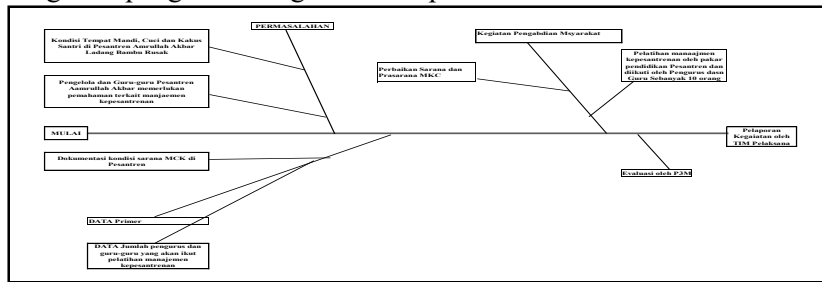 PERMASALAHAN
Kondisi Tempat Mandi, Cuci dan Kakus
Santri di Pesantren Amrullah Akbar
Ladang Bambu Rusak
Pengelola dan Guru-guru Pesantren
Aamrullah Akbar memerlukan
pemahaman terkait manjaemen
kepesantrenan
MULAI
Dokumentasi kondisi sarana MCK di
Pesantren
DATA Primer
DATA Jumlah pengurus dan
guru-guru yang akan ikut
pelatihan manajemen
kepesantrenan
Kegiatan Pengabdian Msyarakat
Perbaikan Sarana dan
Prasarana MKC
Pelatihan manaajmen
kepesantrenan oleh pakar
pendidikan Pesantren dan
diikuti oleh Pengurus dasn
Guru Sebanyak 10 orang
Pelaporan
Kegaiatan oleh
TIM Pelaksana
Evaluasi oleh P3M